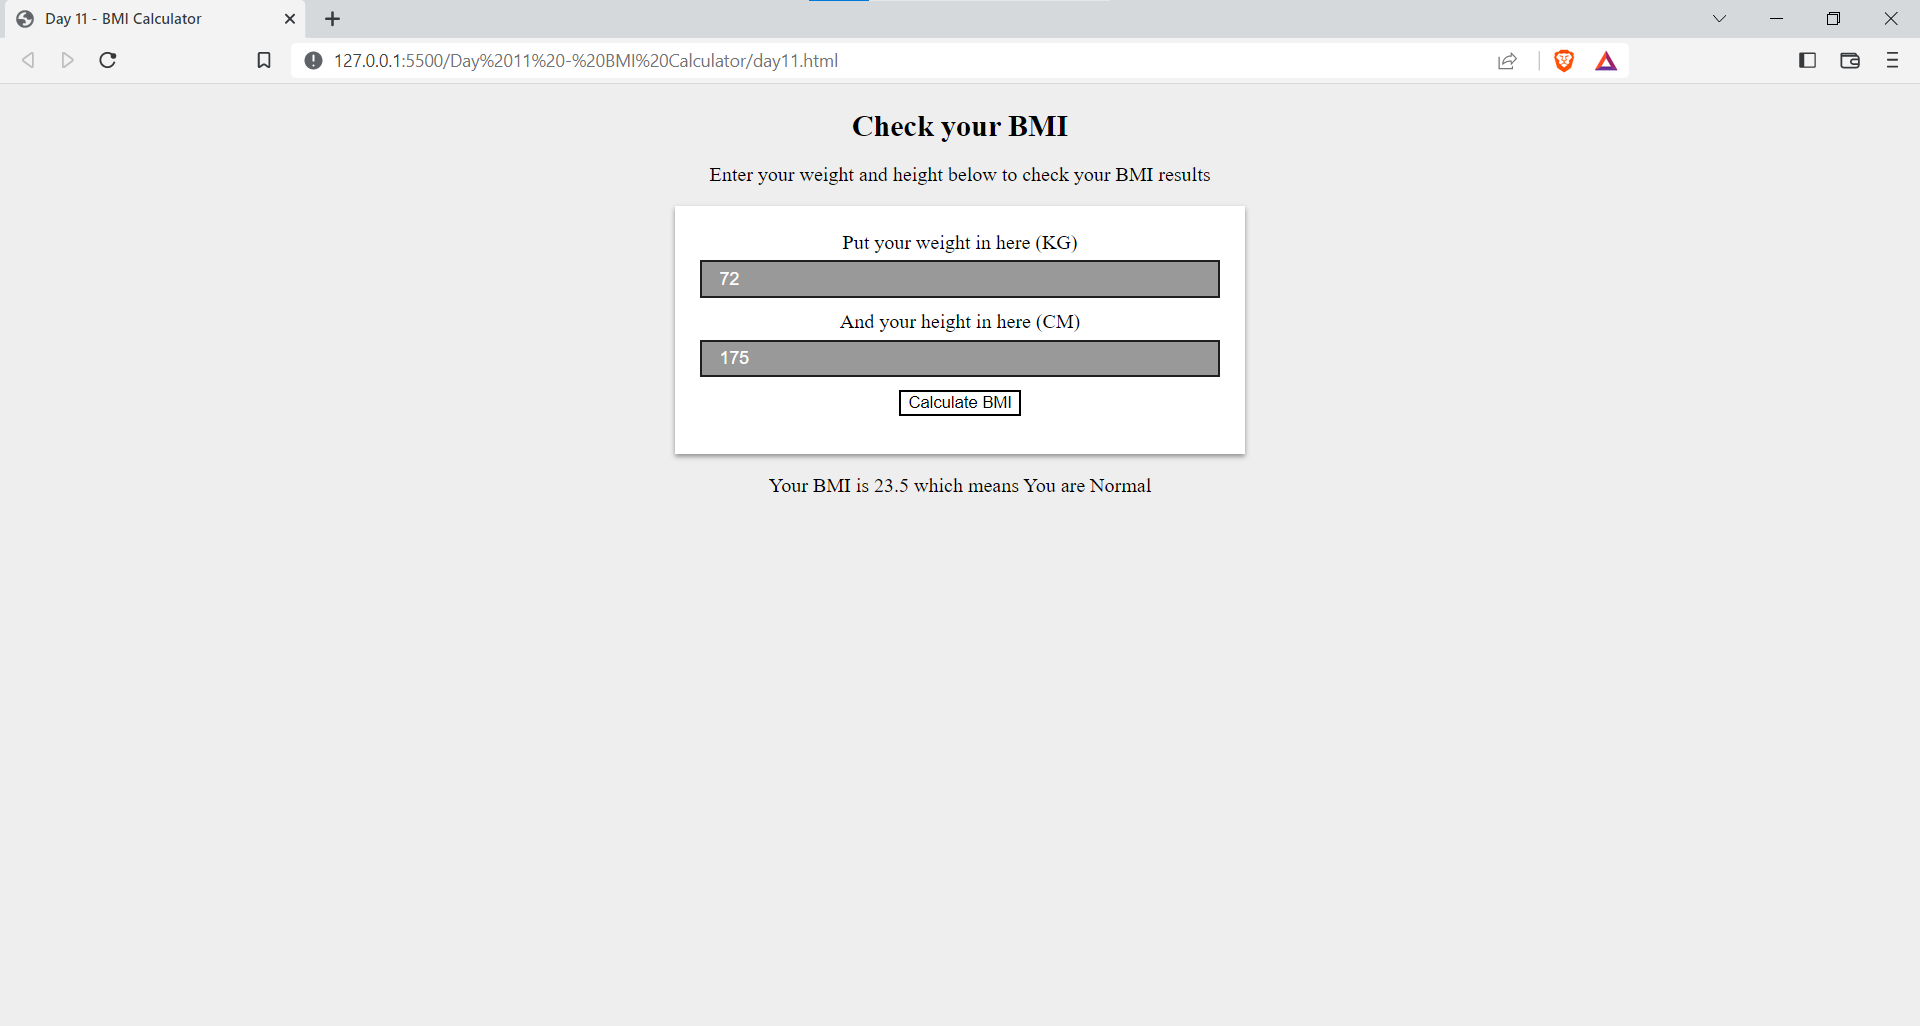 Day 11 - BMI Calculator
127.0.0.1:5500/Day%2011%20-%20BMI%20Calculator/day11.html
Check your BMI
Enter your weight and height below to check your BMI results
Put your weight in here (KG)
72
And your height in here (CM)
175
Calculate BMI
Your BMI is 23.5 which means You are Normal